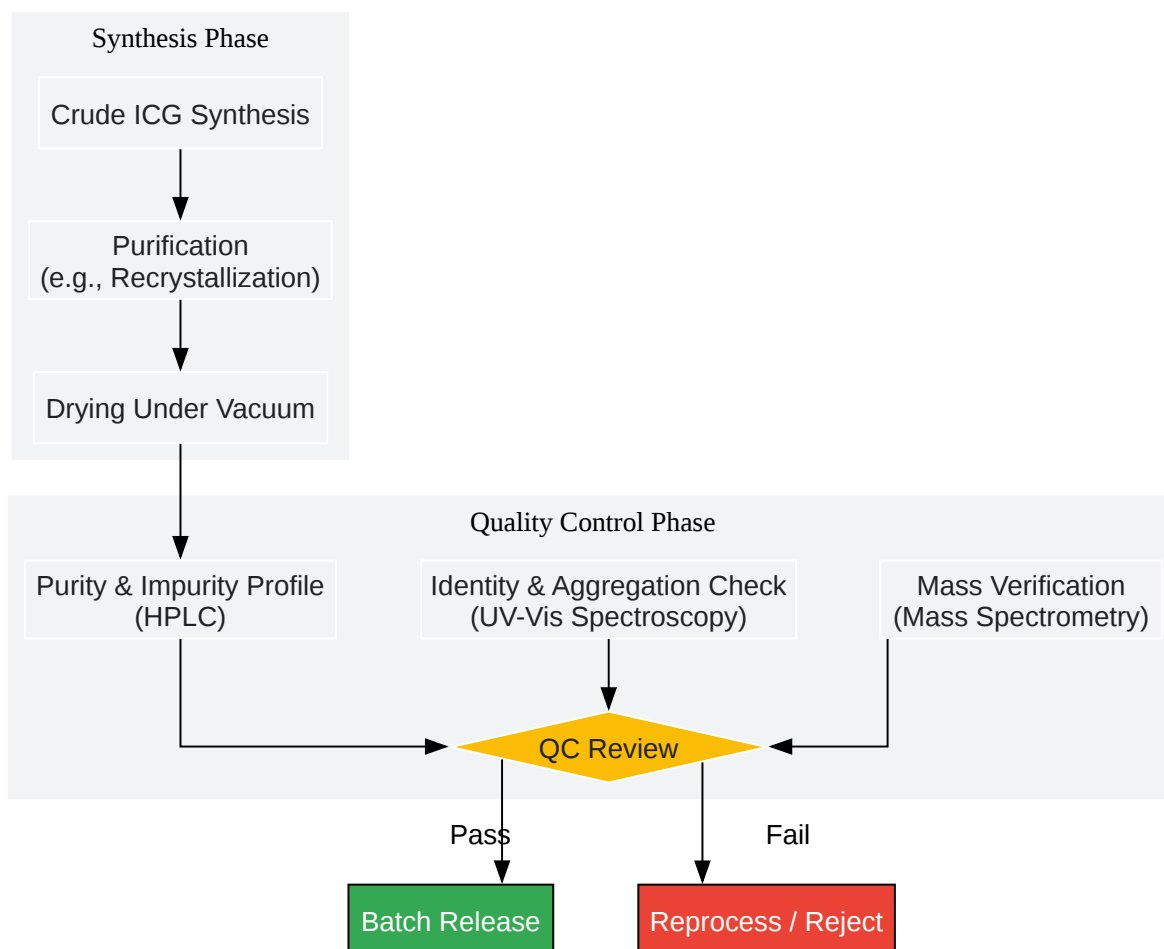 Synthesis Phase
Crude ICG Synthesis
Purification
(e.g., Recrystallization)
Drying Under Vacuum
Quality Control Phase
Purity & Impurity Profile
(HPLC)
Identity & Aggregation Check
(UV-Vis Spectroscopy)
Mass Verification
(Mass Spectrometry)
QC Review
Pass
Fail
Batch Release
Reprocess / Reject